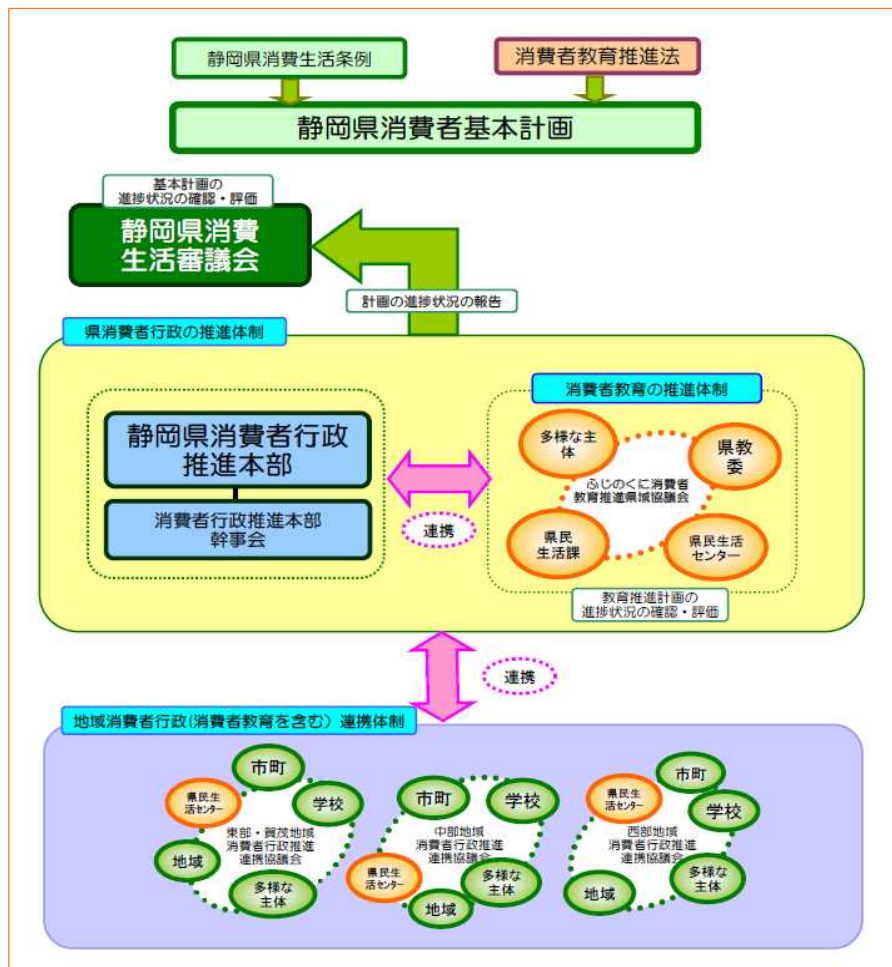 静岡県消費生活条例
消費者教育推進法
静岡県消費者基本計画
基本計画の
進捗状況の確認・評価
静岡県消費
生活審議会
計画の進捗状況の報告
県消費者行政の推進体制
静岡県消費者行政
推進本部
消費者行政推進本部
幹事会
連携
消費者教育の推進体制
多様な主
体
県教
委
ふじのくに消費者
教育推進県域協議会
県民
生活課
県民生活
センター
教育推進計画の
進捗状況の確認・評価
連携
地域消費者行政(消費者教育を含む）連携体制
市町
県民生
活センター
学校
東部・賀茂地域
消費者行政推進
連携協議会
地域
多様な
主体
市町
学校
中部地域
消費者行政推進
連携協議会
県民生
活センター
多様な
主体
地域
市町
県民生
活センター
学校
西部地域
消費者行政推進
連携協議会
多様な
主体
地域